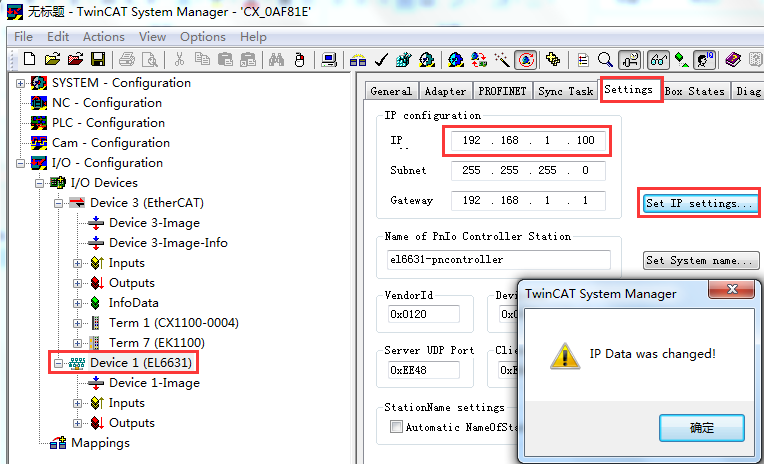 无标题 - TwinCAT System Manager - 'CX_0AF81E'
File Edit Actions View Options Help
SYSTEM - Configuration
NC - Configuration
PLC - Configuration
Cam - Configuration
I/O - Configuration
I/O Devices
Device 3 (EtherCAT)
Device 3-Image
Device 3-Image-Info
Inputs
Outputs
InfoData
Term 1 (CX1100-0004)
Term 7 (EK1100)
Device 1 (EL6631)
Device 1-Image
Inputs
Outputs
Mappings
General Adapter PROFINET Sync Task Settings Box States Diag
IP configuration
IP 192 . 168 . 1 . 100
Subnet 255 . 255 . 255 . 0
Gateway 192 . 168 . 1 . 1
Set IP settings...
Name of PnIo Controller Station
el6631-pncontroller
Set System name...
VendorId
0x0120
Server UDP Port
0xEE48
StationName settings
Automatic NameOfSta
TwinCAT System Manager
IP Data was changed!
确定